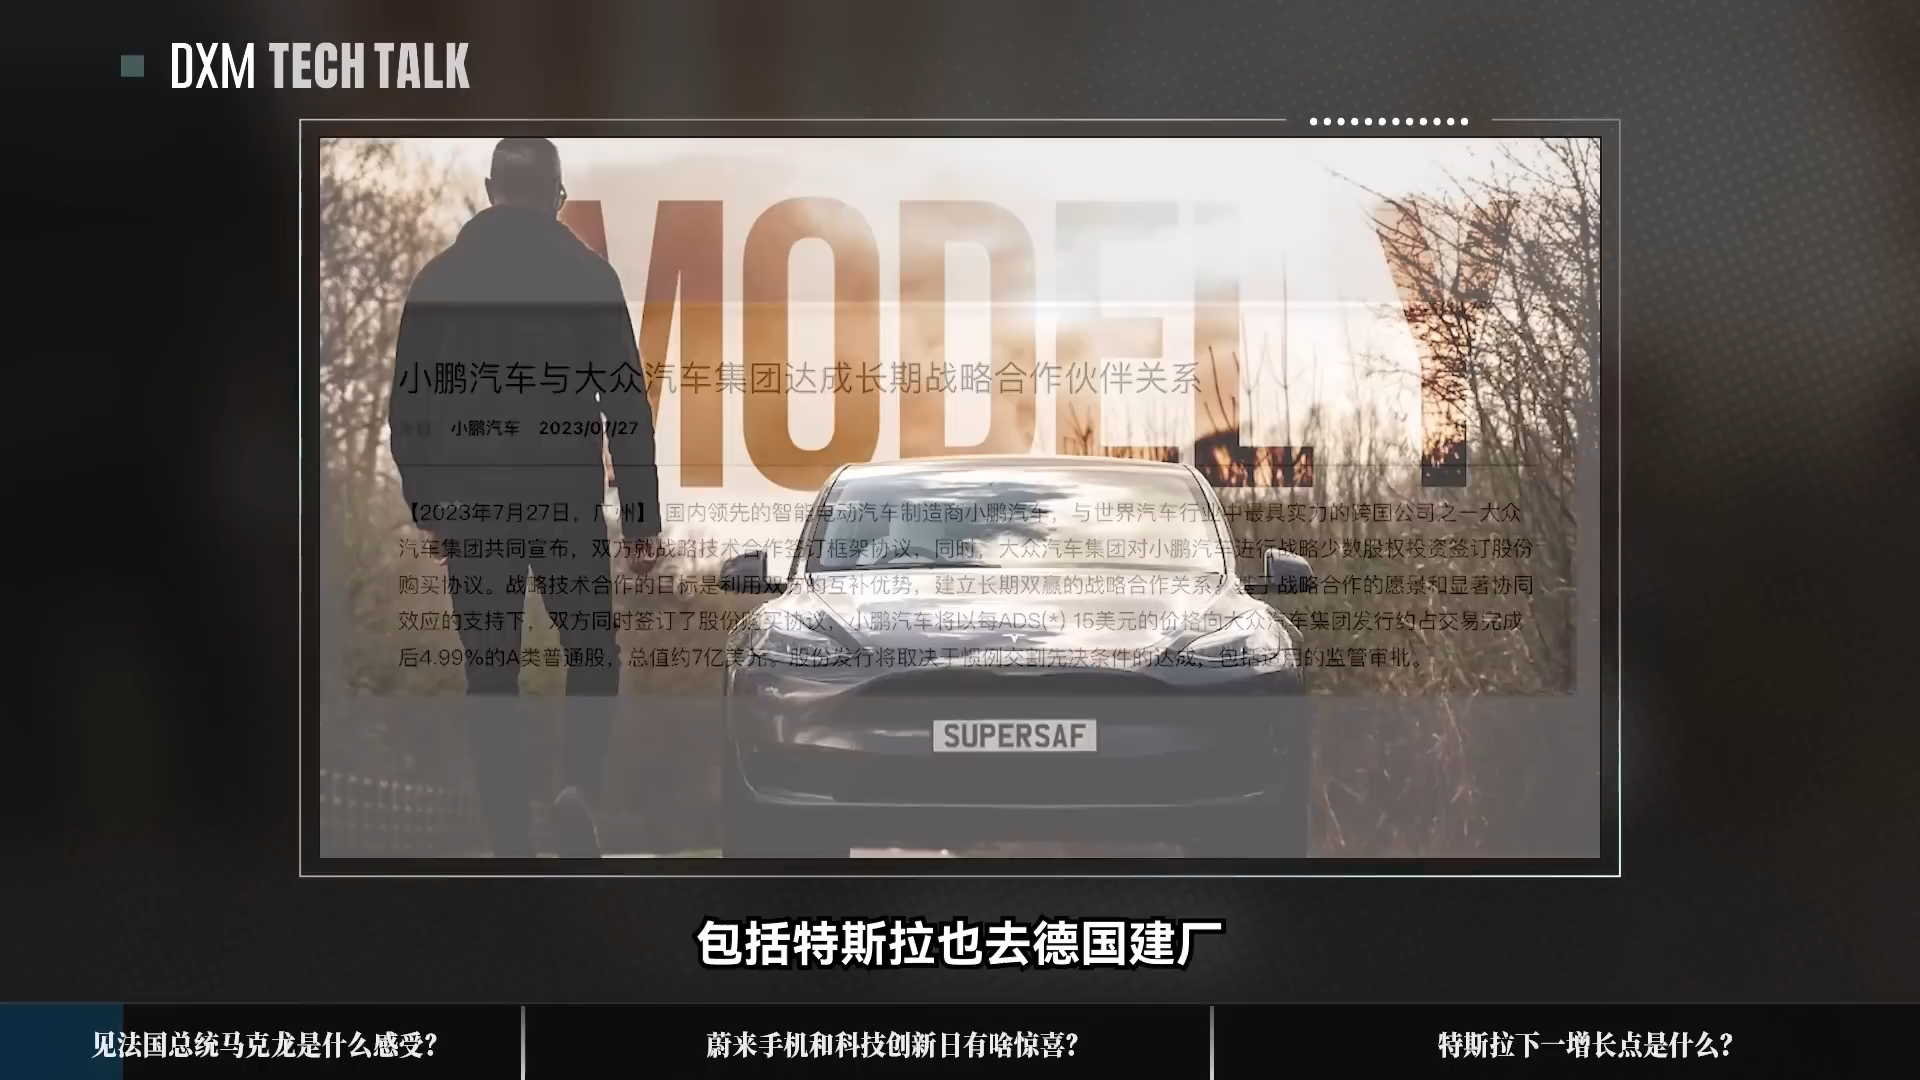 DXM TECH TALK
MODEL Y
小鹏汽车与大众汽车集团达成长期战略合作伙伴关系
小鹏汽车 2023/07/27
【2023年7月27日，广州】 国内领先的智能电动汽车制造商小鹏汽车，与世界汽车行业中最具实力的跨国公司之一大众
汽车集团共同宣布，双方就战略技术合作签订框架协议，同时，大众汽车集团对小鹏汽车进行战略少数股权投资签订股份
购买协议。战略技术合作的目标是利用双方的互补优势，建立长期双赢的战略合作关系。基于战略合作的愿景和显著协同
效应的支持下，双方同时签订了股份购买协议，小鹏汽车将以每ADS(*) 15美元的价格向大众汽车集团发行约占交易完成
后4.99%的A类普通股，总值约7亿美元。股份发行将取决于惯例交割先决条件的达成，包括适用的监管审批。
SUPERSAF
包括特斯拉也去德国建厂
见法国总统马克龙是什么感受？
蔚来手机和科技创新日有啥惊喜？
特斯拉下一增长点是什么？